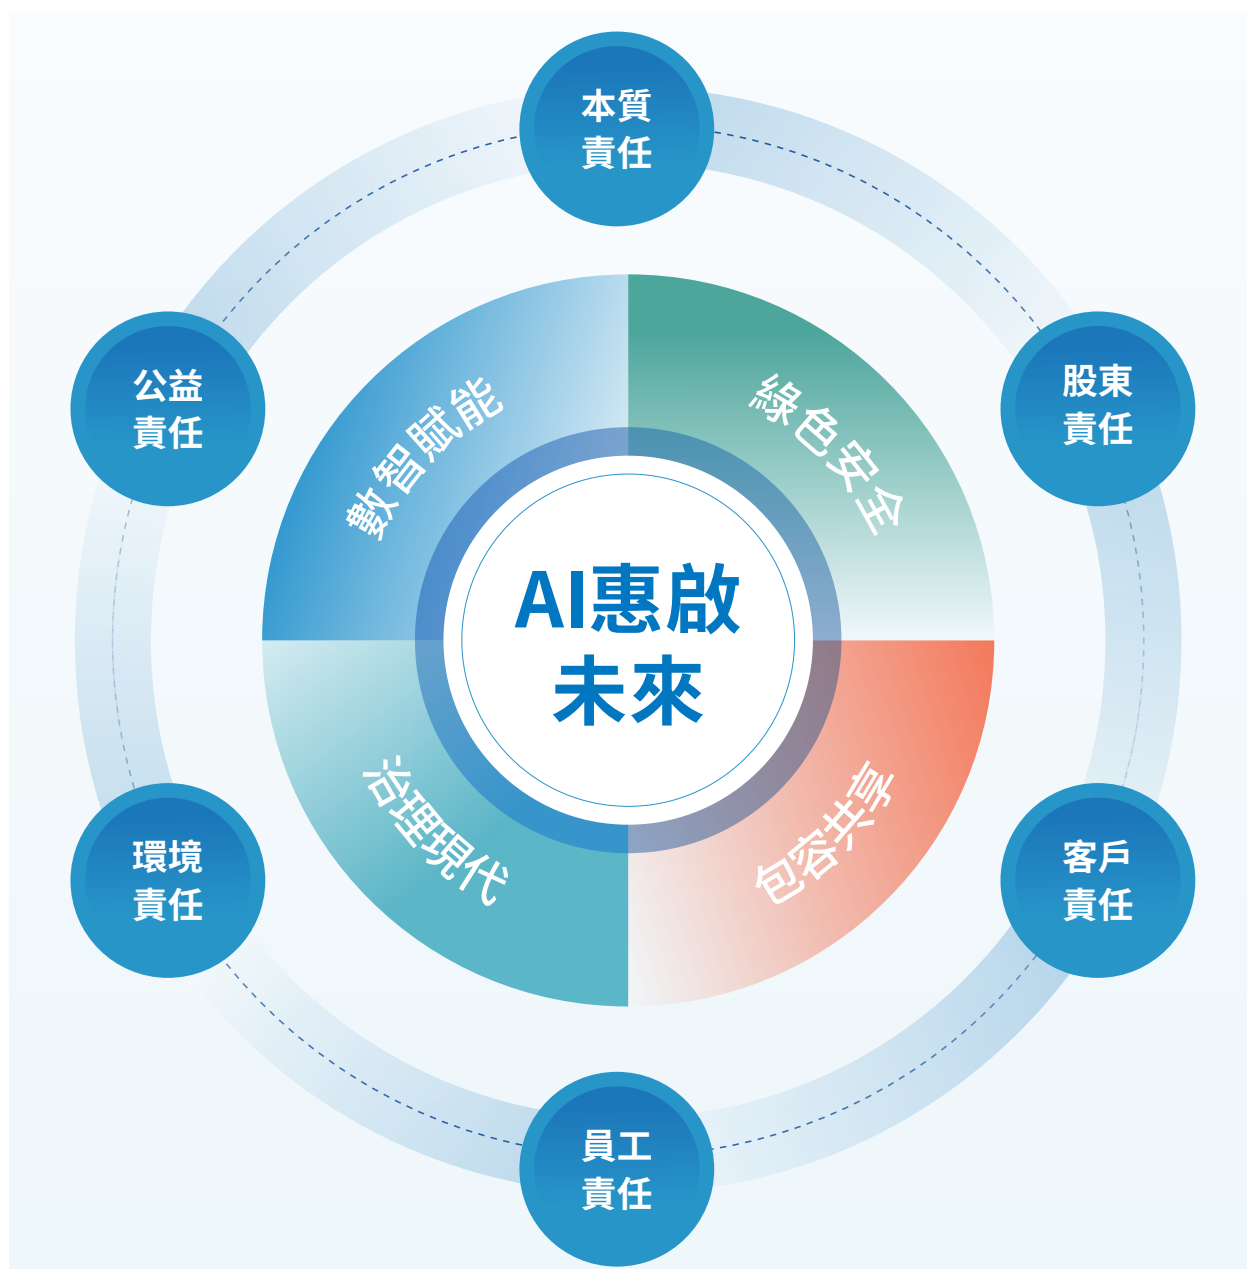 本質
責任
公益
責任
股東
責任
數智賦能
綠色安全
AI惠啟
未來
治理現代
包容共享
環境
責任
客戶
責任
員工
責任